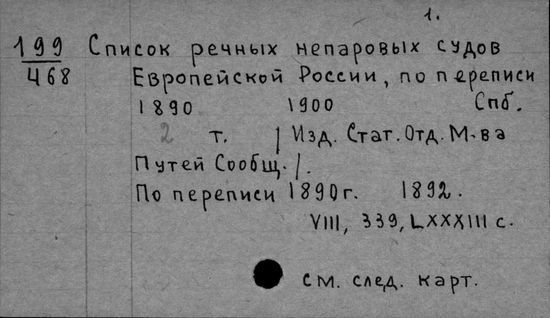 1.
199 Список речных непаровых судов
468 Европейской России, по переписи
1890 1900 Спб.
2 т. / Изд. Стат. Отд. М-ва
Путей Сообщ. /.
По переписи 1890 г. 1892.
VIII, 339, LXXXIII с.
см. след. карт.